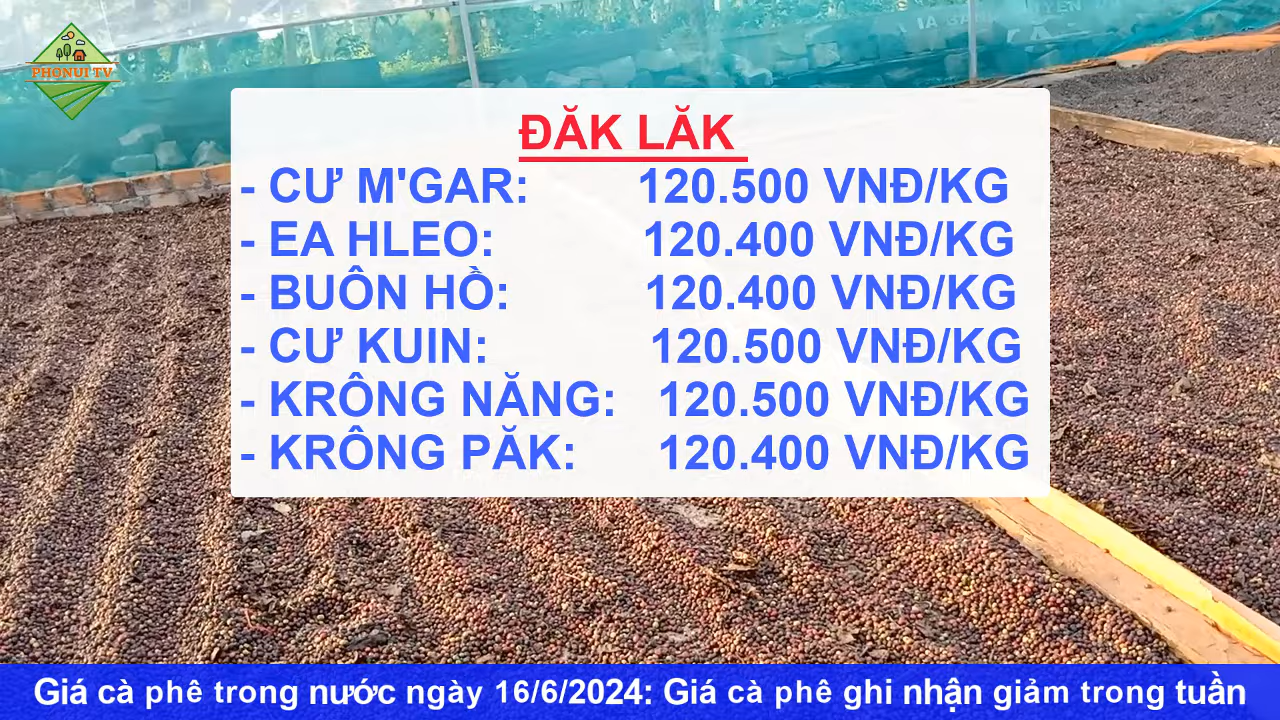 PHONUI TV
ĐĂK LĂK
- CƯ M'GAR: 120.500 VNĐ/KG
- EA HLEO: 120.400 VNĐ/KG
- BUÔN HỒ: 120.400 VNĐ/KG
- CƯ KUIN: 120.500 VNĐ/KG
- KRÔNG NĂNG: 120.500 VNĐ/KG
- KRÔNG PĂK: 120.400 VNĐ/KG
Giá cà phê trong nước ngày 16/6/2024: Giá cà phê ghi nhận giảm trong tuần